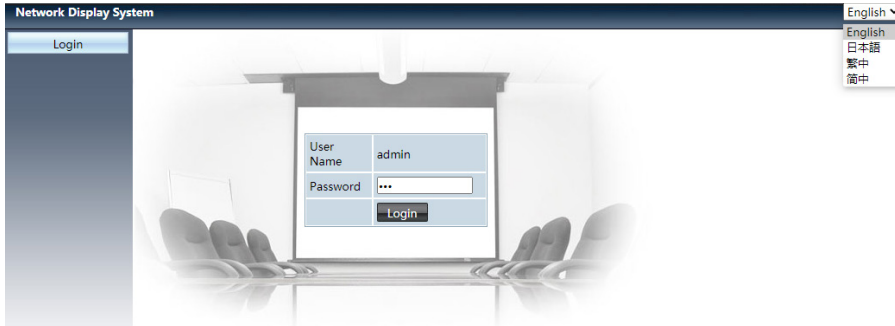 Network Display System
English
English
日本語
繁中
简中
Login
User
Name
admin
Password
•••
Login